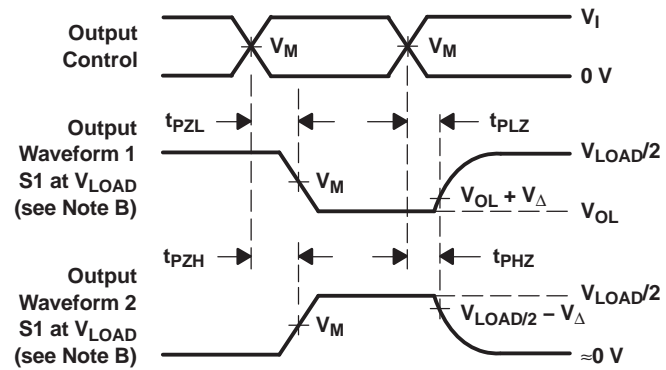 Output
Control
V_M
V_M
V_I
0 V
t_PZL
t_PLZ
Output
Waveform 1
S1 at V_LOAD
(see Note B)
V_M
V_LOAD/2
V_OL + V_Δ
V_OL
t_PZH
t_PHZ
Output
Waveform 2
S1 at V_LOAD
(see Note B)
V_M
V_LOAD/2
V_LOAD/2 − V_Δ
≈0 V